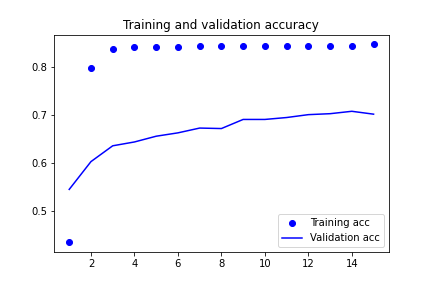 Training and validation accuracy
0.8
0.7
0.6
0.5
Training acc
Validation acc
2 4 6 8 10 12 14